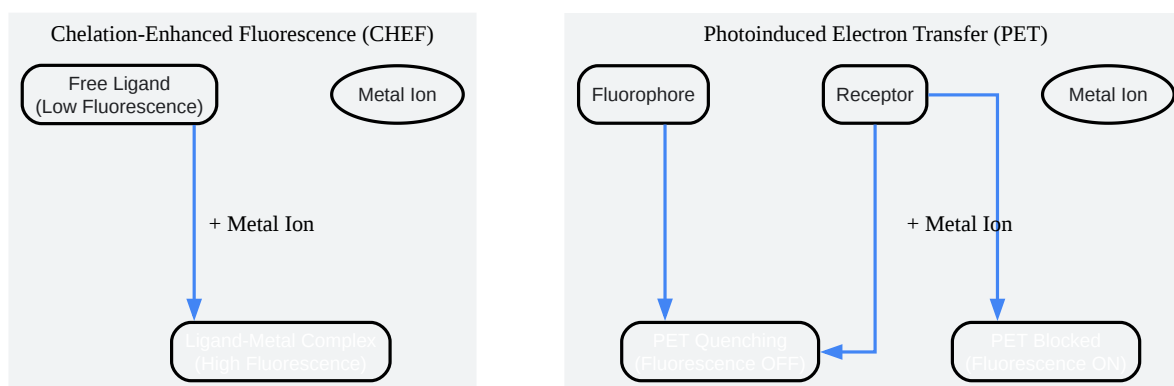 Chelation-Enhanced Fluorescence (CHEF)
Free Ligand
(Low Fluorescence)
Metal Ion
+ Metal Ion
Ligand-Metal Complex
(High Fluorescence)
Photoinduced Electron Transfer (PET)
Fluorophore
Receptor
Metal Ion
+ Metal Ion
PET Quenching
(Fluorescence OFF)
PET Blocked
(Fluorescence ON)